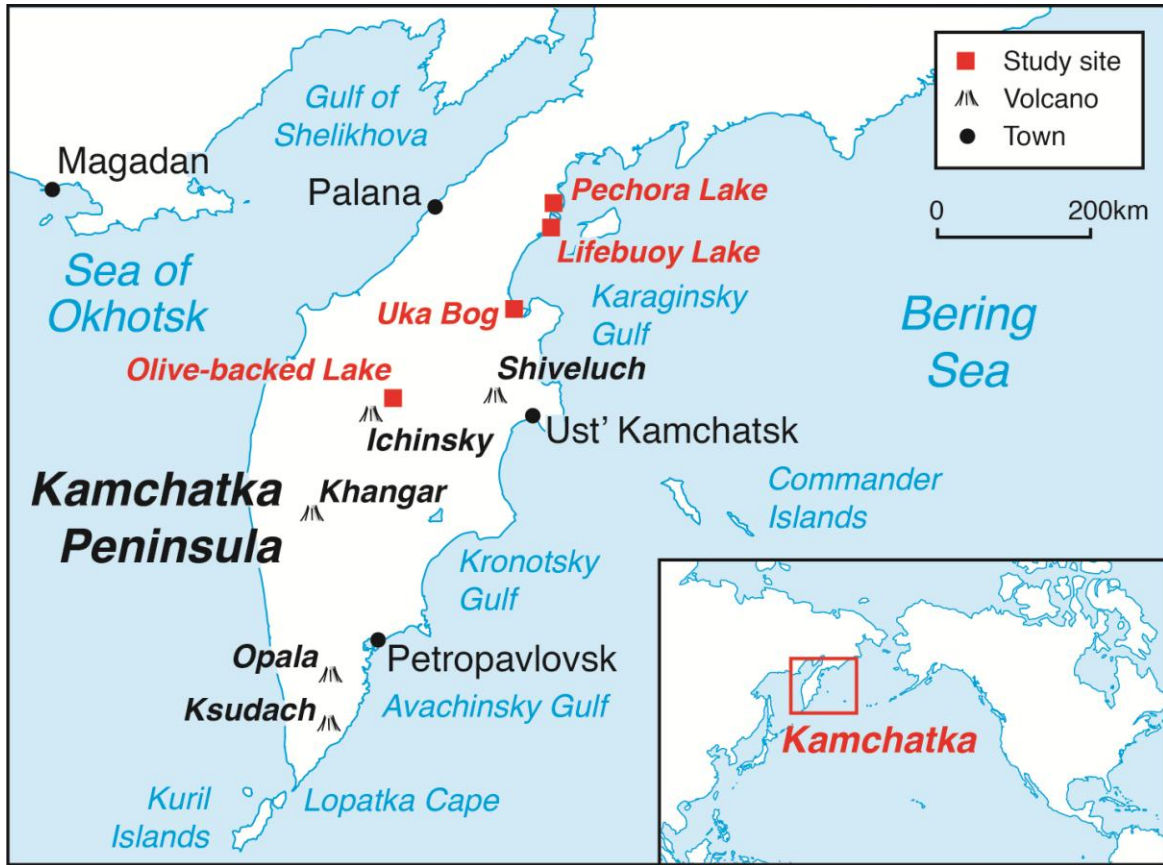 Study site
Volcano
Town
0 200km
Gulf of
Shelikhova
Magadan
Palana
Pechora Lake
Lifebuoy Lake
Sea of
Okhotsk
Uka Bog
Karaginsky
Gulf
Bering
Sea
Olive-backed Lake
Shiveluch
Ichinsky
Ust' Kamchatsk
Kamchatka
Peninsula
Khangar
Commander
Islands
Kronotsky
Gulf
Opala
Petropavlovsk
Ksudach
Avachinsky Gulf
Kuril
Islands
Lopatka Cape
Kamchatka